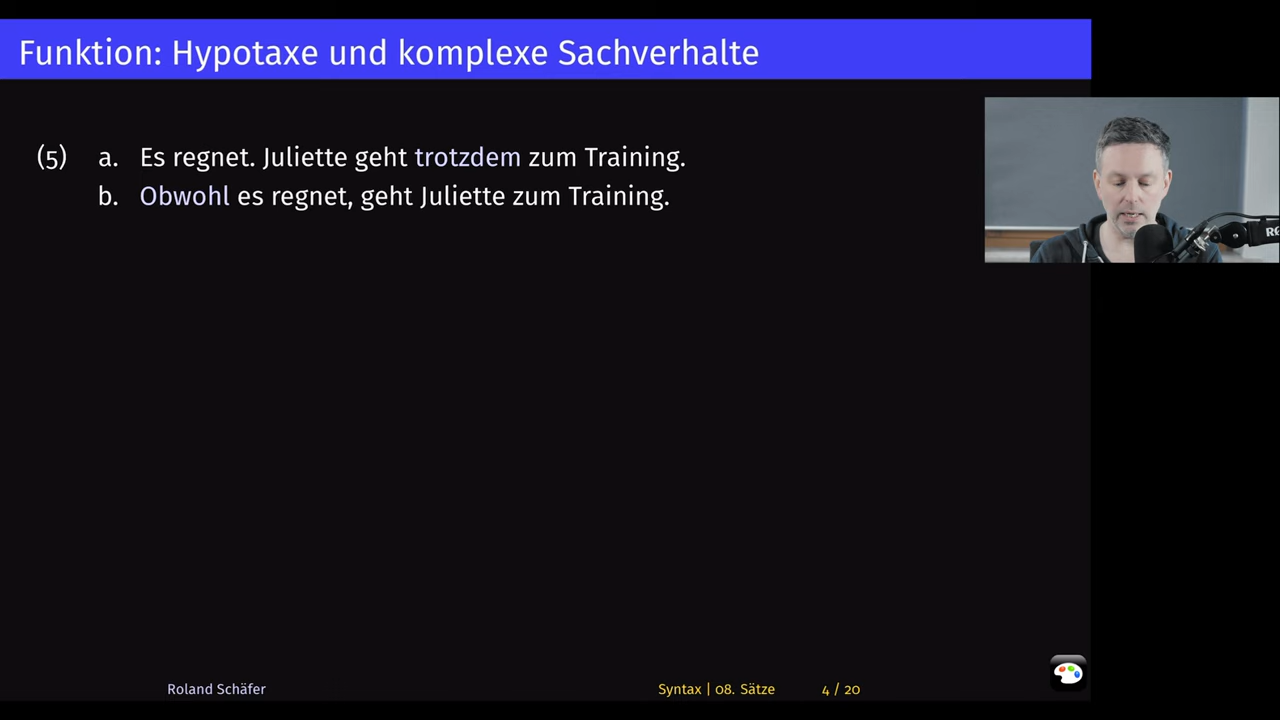 Funktion: Hypotaxe und komplexe Sachverhalte
(5) a. Es regnet. Juliette geht trotzdem zum Training.
b. Obwohl es regnet, geht Juliette zum Training.
Roland Schäfer Syntax | 08. Sätze 4 / 20